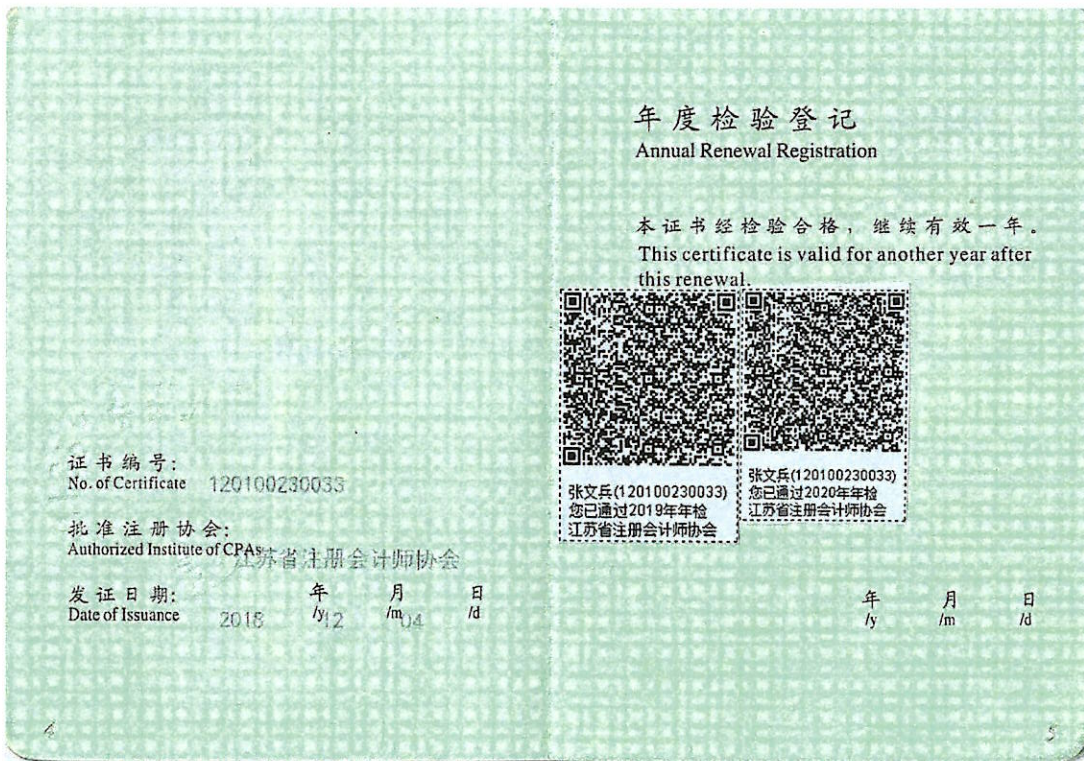 证书编号:
No. of Certificate 120100230033
批准注册协会:
Authorized Institute of CPAs 江苏省注册会计师协会
发证日期: 年 月 日
Date of Issuance 2018 /y 12 /m 04 /d
4
年度检验登记
Annual Renewal Registration
本证书经检验合格，继续有效一年。
This certificate is valid for another year after
this renewal.
张文兵(120100230033)
您已通过2019年年检
江苏省注册会计师协会
张文兵(120100230033)
您已通过2020年年检
江苏省注册会计师协会
年 月 日
/y /m /d
5